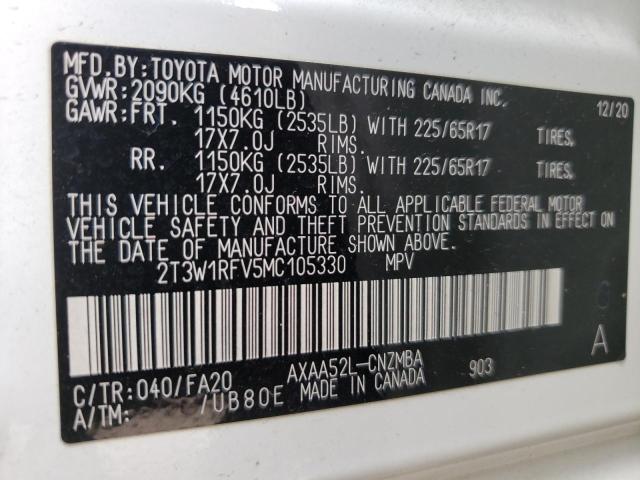 MFD.BY:TOYOTA MOTOR MANUFACTURING CANADA INC.
GVWR:2090KG (4610LB) 12/20
GAWR:FRT. 1150KG (2535LB) WITH 225/65R17 TIRES,
17X7.0J RIMS.
RR. 1150KG (2535LB) WITH 225/65R17 TIRES,
17X7.0J RIMS.
THIS VEHICLE CONFORMS TO ALL APPLICABLE FEDERAL MOTOR
VEHICLE SAFETY AND THEFT PREVENTION STANDARDS IN EFFECT ON
THE DATE OF MANUFACTURE SHOWN ABOVE.
2T3W1RFV5MC105330 MPV
A
AXAA52L-CNZMBA 903
C/TR:040/FA20 MADE IN CANADA
A/TM: /UB80E